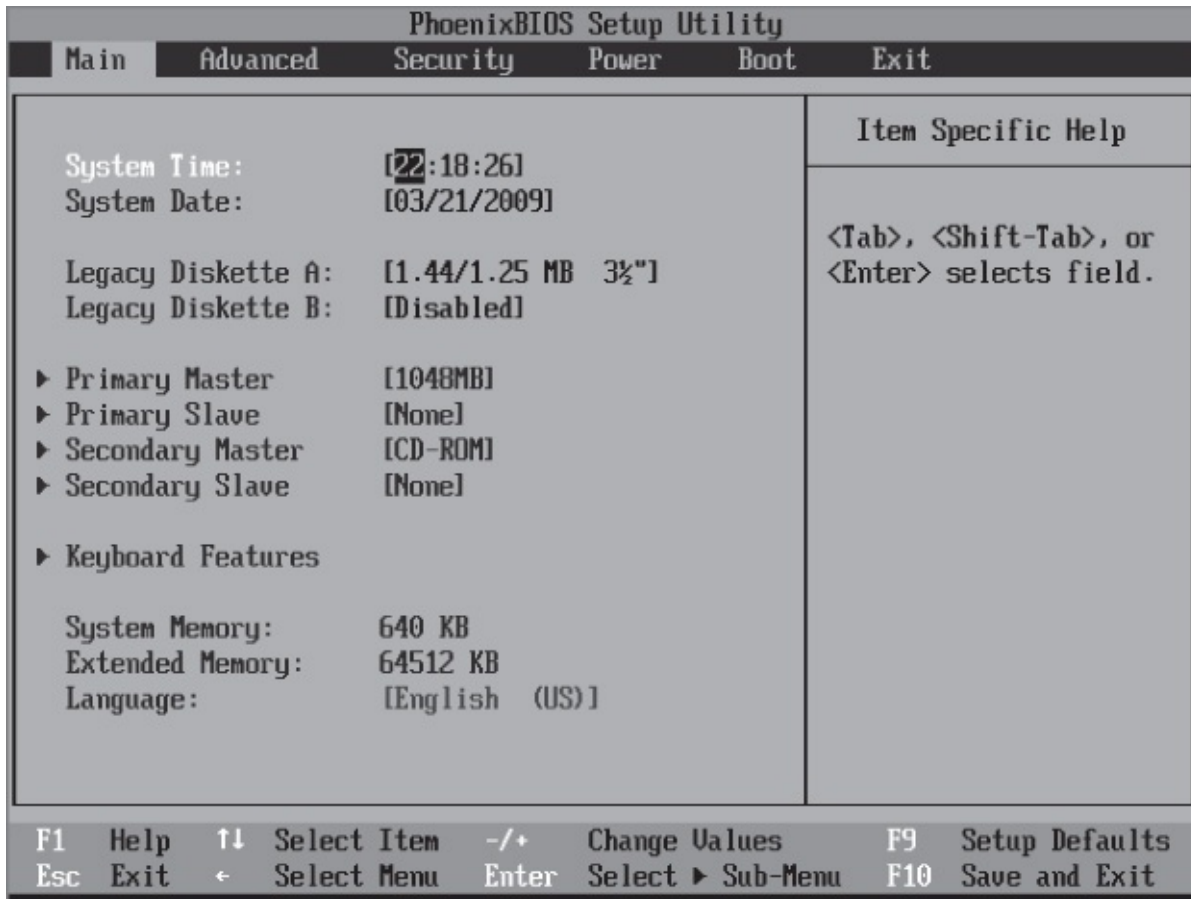 PhoenixBIOS Setup Utility
Main Advanced Security Power Boot Exit
Item Specific Help
System Time: [22:18:26]
System Date: [03/21/2009]
<Tab>, <Shift-Tab>, or
<Enter> selects field.
Legacy Diskette A: [1.44/1.25 MB 3½"]
Legacy Diskette B: [Disabled]
▶ Primary Master [1048MB]
▶ Primary Slave [None]
▶ Secondary Master [CD-ROM]
▶ Secondary Slave [None]
▶ Keyboard Features
System Memory: 640 KB
Extended Memory: 64512 KB
Language: [English (US)]
F1 Help ↑↓ Select Item -/+ Change Values F9 Setup Defaults
Esc Exit ← Select Menu Enter Select ▶ Sub-Menu F10 Save and Exit